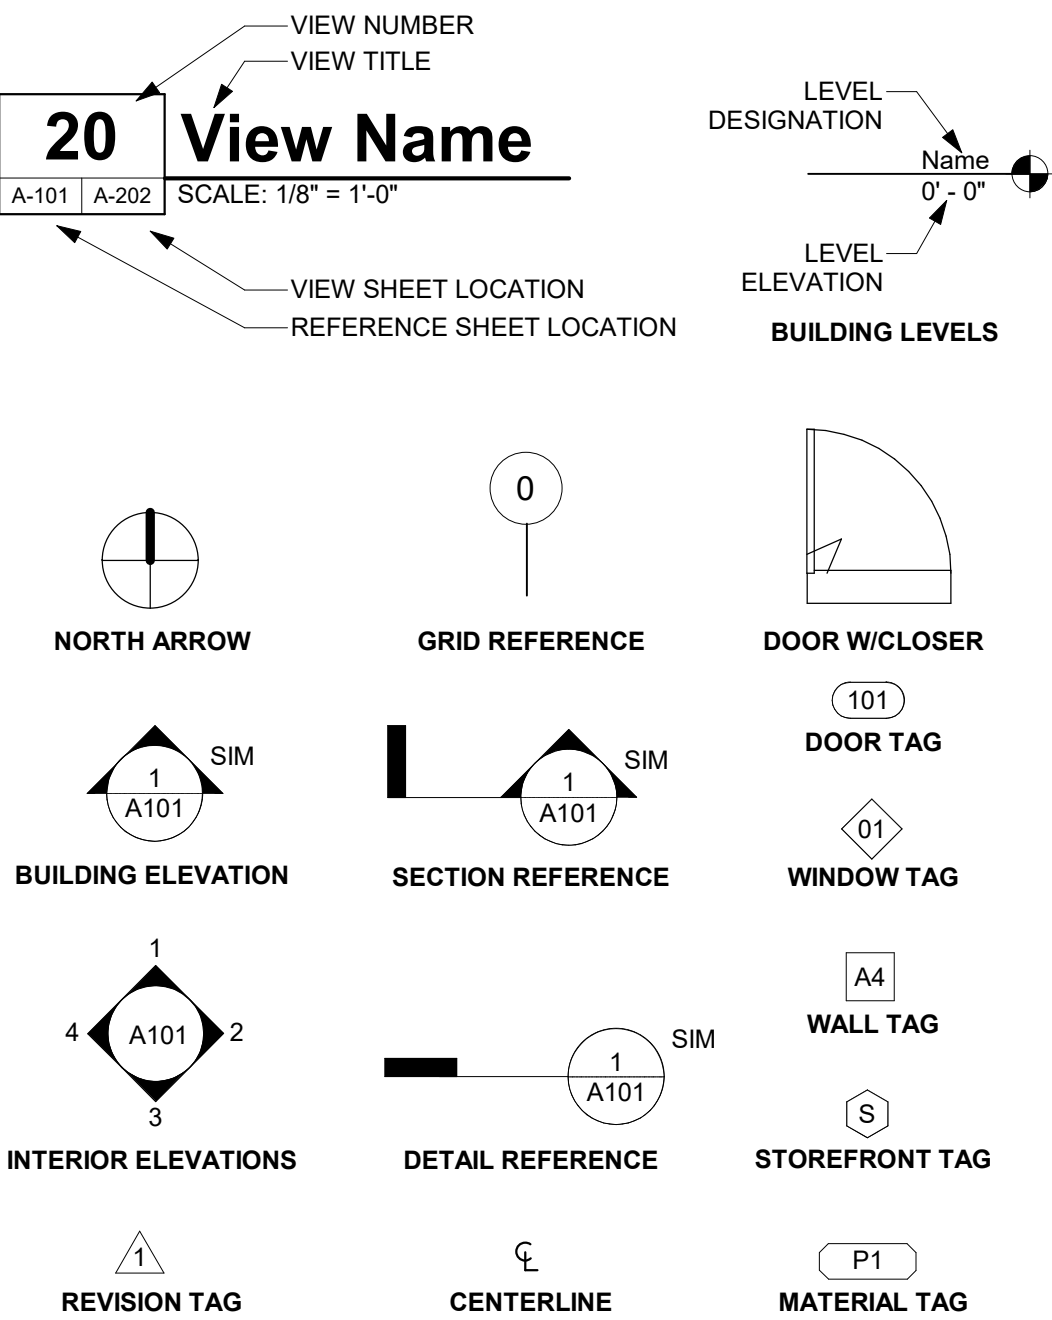 VIEW NUMBER
VIEW TITLE
20
View Name
A-101
A-202
SCALE: 1/8" = 1'-0"
VIEW SHEET LOCATION
REFERENCE SHEET LOCATION
LEVEL
DESIGNATION
Name
0' - 0"
LEVEL
ELEVATION
BUILDING LEVELS
NORTH ARROW
0
GRID REFERENCE
DOOR W/CLOSER
101
DOOR TAG
1
A101
SIM
BUILDING ELEVATION
1
A101
SIM
SECTION REFERENCE
01
WINDOW TAG
1
4
A101
2
3
INTERIOR ELEVATIONS
1
A101
SIM
DETAIL REFERENCE
A4
WALL TAG
S
STOREFRONT TAG
1
REVISION TAG
℄
CENTERLINE
P1
MATERIAL TAG